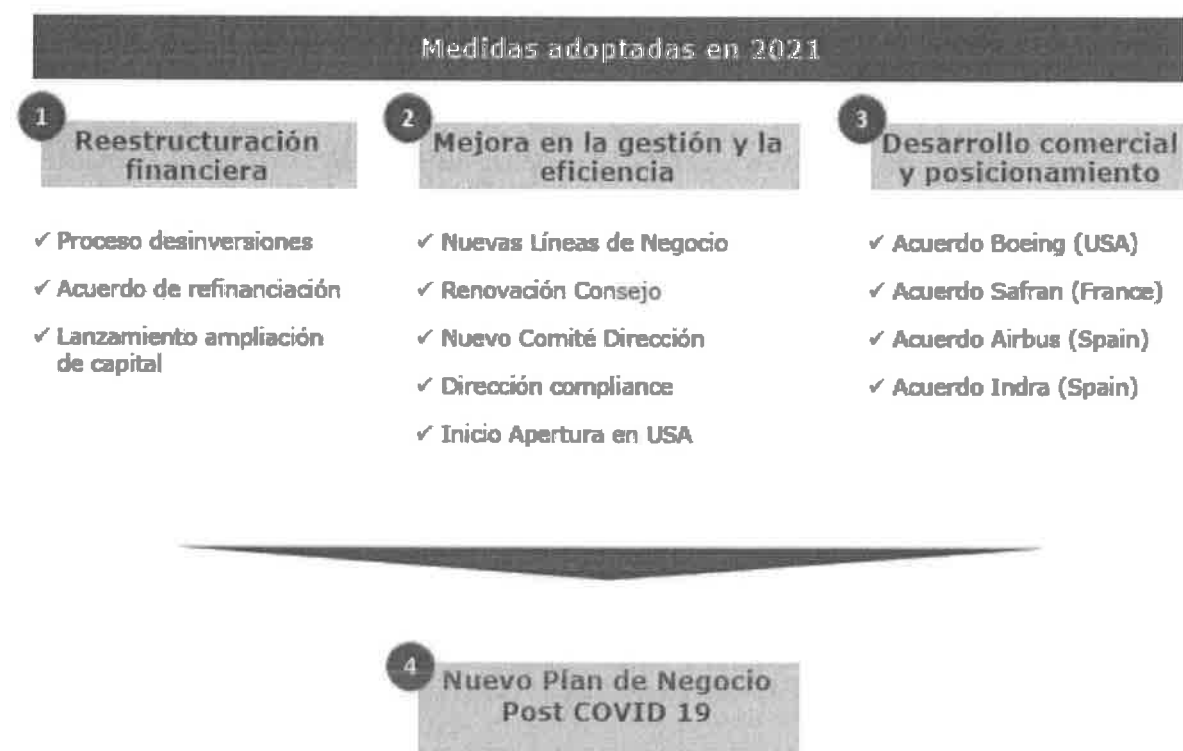 Medidas adoptadas en 2021
1
Reestructuración
financiera
✓ Proceso desinversiones
✓ Acuerdo de refinanciación
✓ Lanzamiento ampliación
de capital
2
Mejora en la gestión y la
eficiencia
✓ Nuevas Líneas de Negocio
✓ Renovación Consejo
✓ Nuevo Comité Dirección
✓ Dirección compliance
✓ Inicio Apertura en USA
3
Desarrollo comercial
y posicionamiento
✓ Acuerdo Boeing (USA)
✓ Acuerdo Safran (France)
✓ Acuerdo Airbus (Spain)
✓ Acuerdo Indra (Spain)
4
Nuevo Plan de Negocio
Post COVID 19